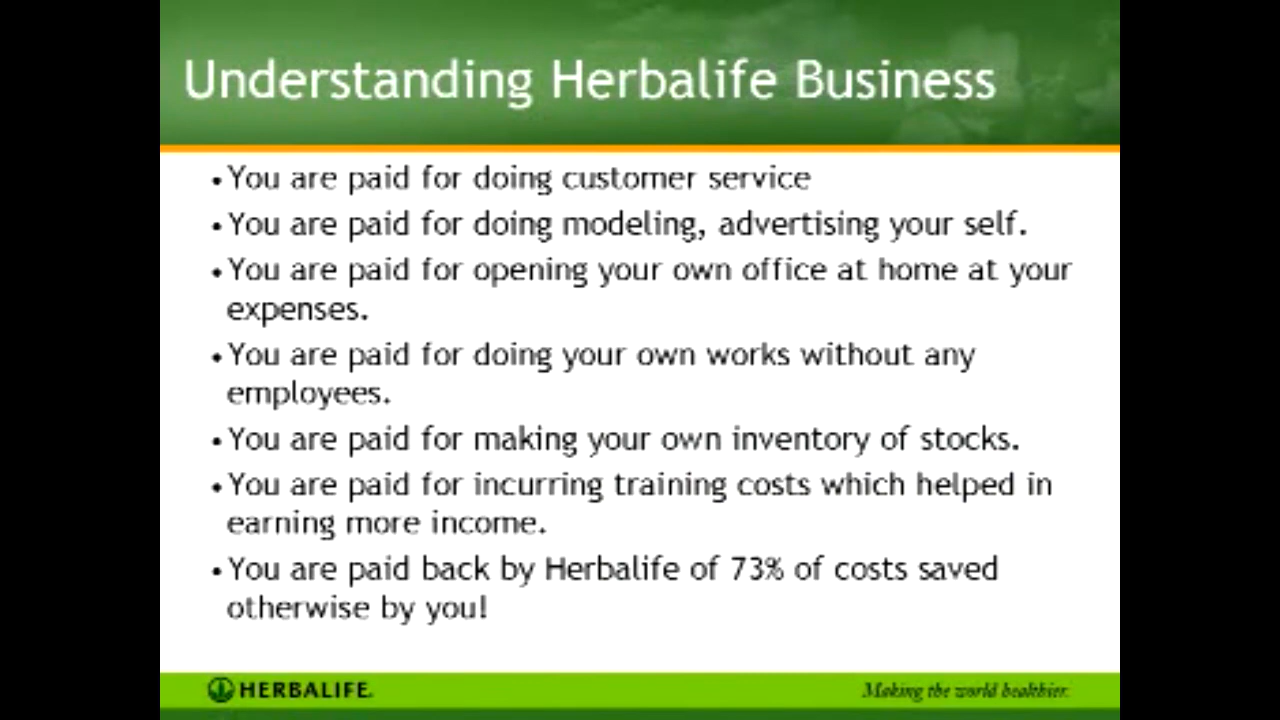 Understanding Herbalife Business
•You are paid for doing customer service
•You are paid for doing modeling, advertising your self.
•You are paid for opening your own office at home at your
expenses.
•You are paid for doing your own works without any
employees.
•You are paid for making your own inventory of stocks.
•You are paid for incurring training costs which helped in
earning more income.
•You are paid back by Herbalife of 73% of costs saved
otherwise by you!
HERBALIFE.
Making the world healthier.